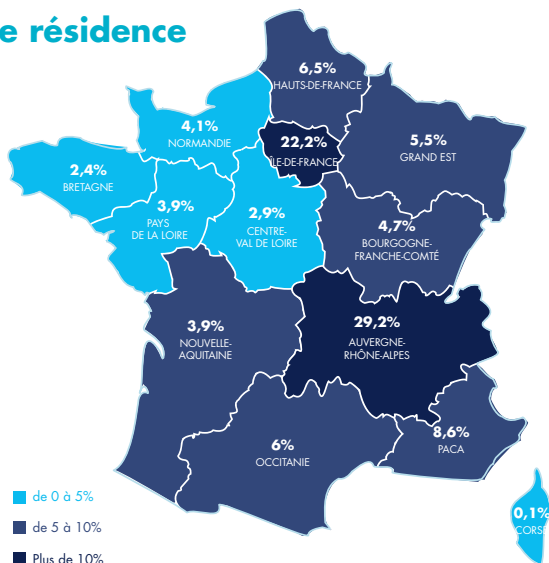 e résidence
6,5%
HAUTS-DE-FRANCE
4,1%
NORMANDIE
22,2%
ÎLE-DE-FRANCE
5,5%
GRAND EST
2,4%
BRETAGNE
3,9%
PAYS
DE LA LOIRE
2,9%
CENTRE-
VAL DE LOIRE
4,7%
BOURGOGNE-
FRANCHE-COMTÉ
3,9%
NOUVELLE-
AQUITAINE
29,2%
AUVERGNE-
RHÔNE-ALPES
6%
OCCITANIE
8,6%
PACA
0,1%
CORSE
de 0 à 5%
de 5 à 10%
Plus de 10%